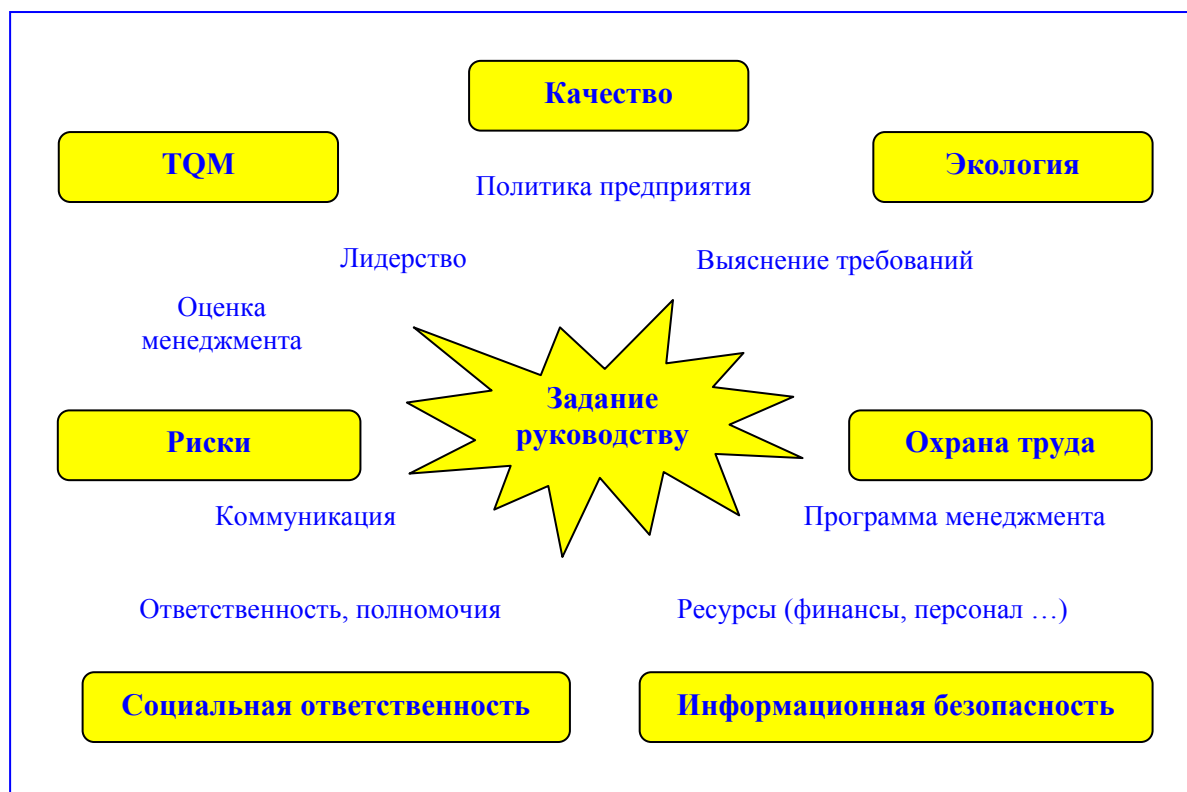 Качество
TQM
Экология
Политика предприятия
Лидерство
Выяснение требований
Оценка
менеджмента
Задание
руководству
Риски
Охрана труда
Коммуникация
Программа менеджмента
Ответственность, полномочия
Ресурсы (финансы, персонал …)
Социальная ответственность
Информационная безопасность